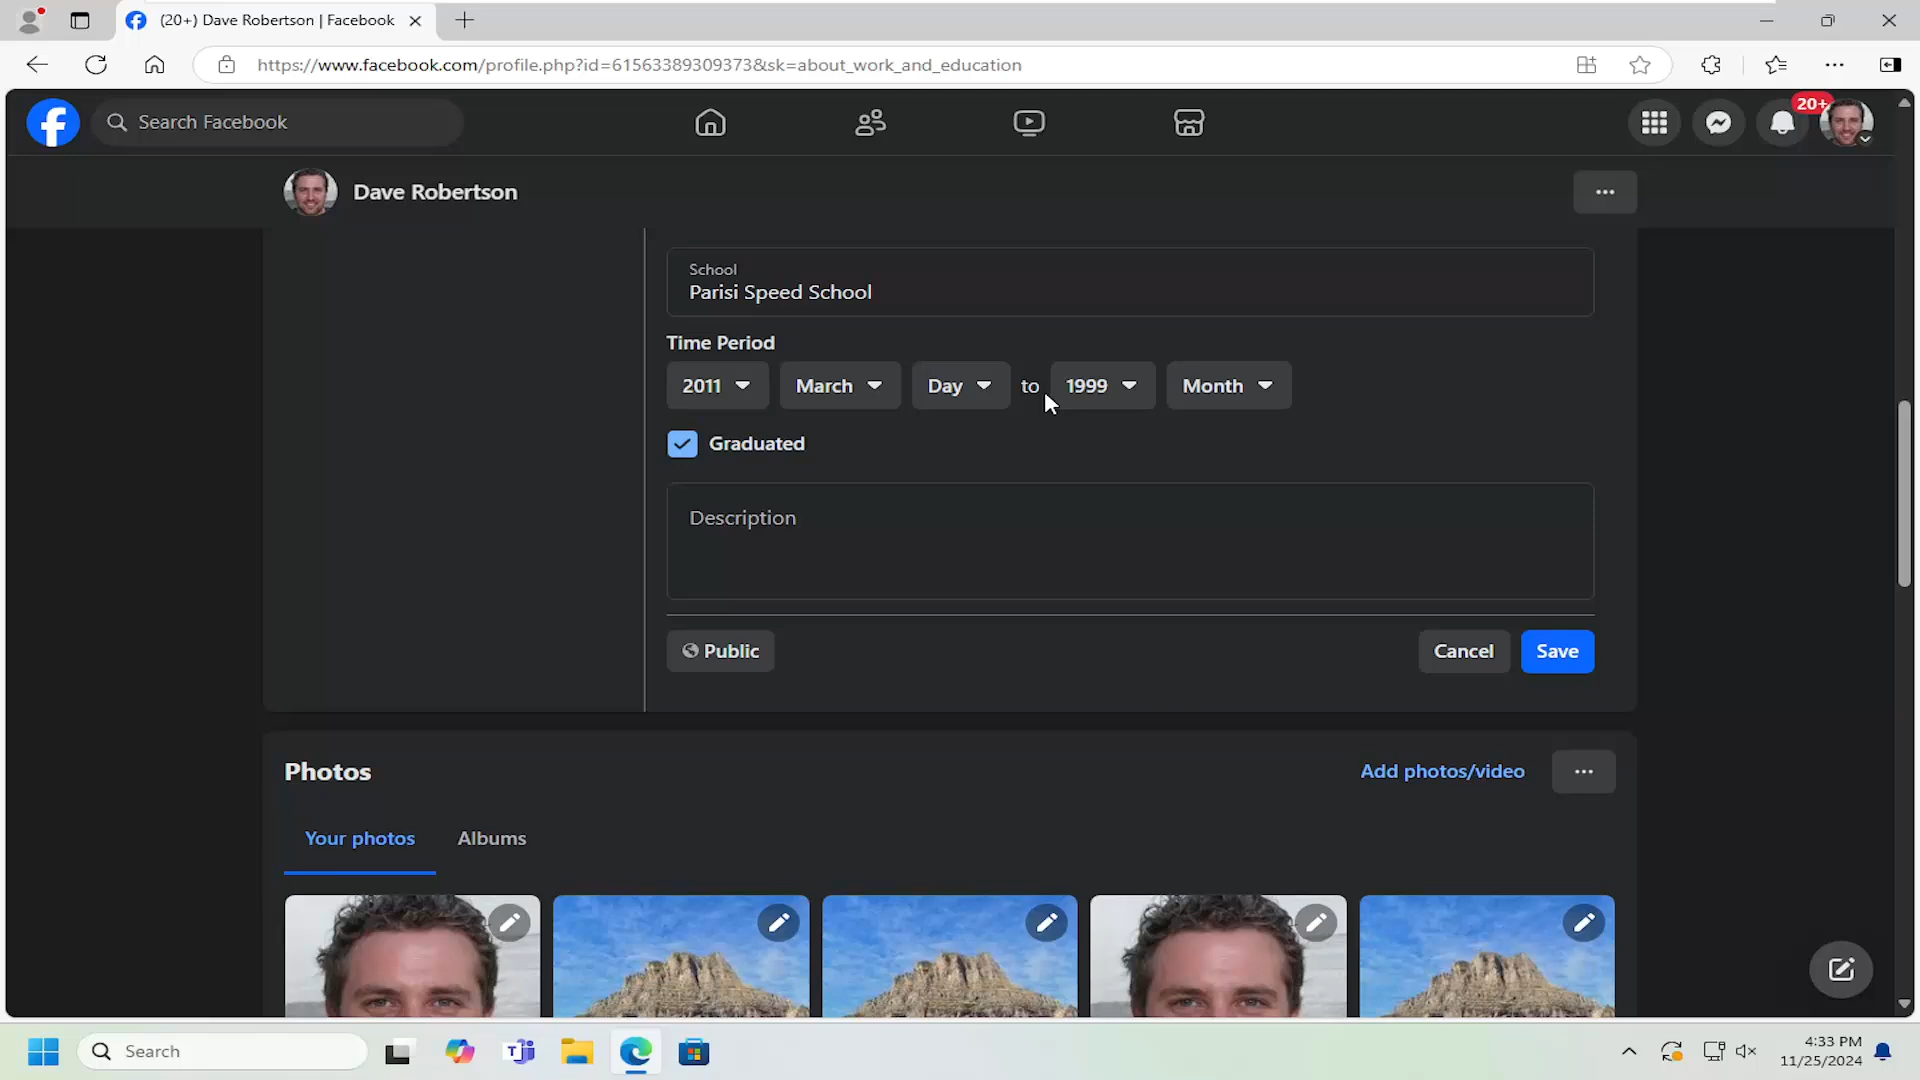 (20+) Dave Robertson | Facebook
https://www.facebook.com/profile.php?id=61563389309373&sk=about_work_and_education
Search Facebook
20+
Dave Robertson
School
Parisi Speed School
Time Period
2011 March Day to 1999 Month
Graduated
Description
Public Cancel Save
Photos Add photos/video
Your photos Albums
Search
4:33 PM
11/25/2024